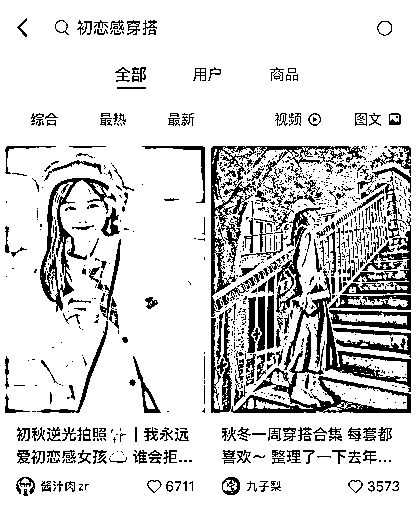 初恋感穿搭
全部 用户 商品
综合 最热 最新 视频 图文
初秋逆光拍照 | 我永远
爱初恋感女孩 谁会拒...
秋冬一周穿搭合集 每套都
喜欢~ 整理了一下去年...
酱汁肉zr 6711
九子梨 3573